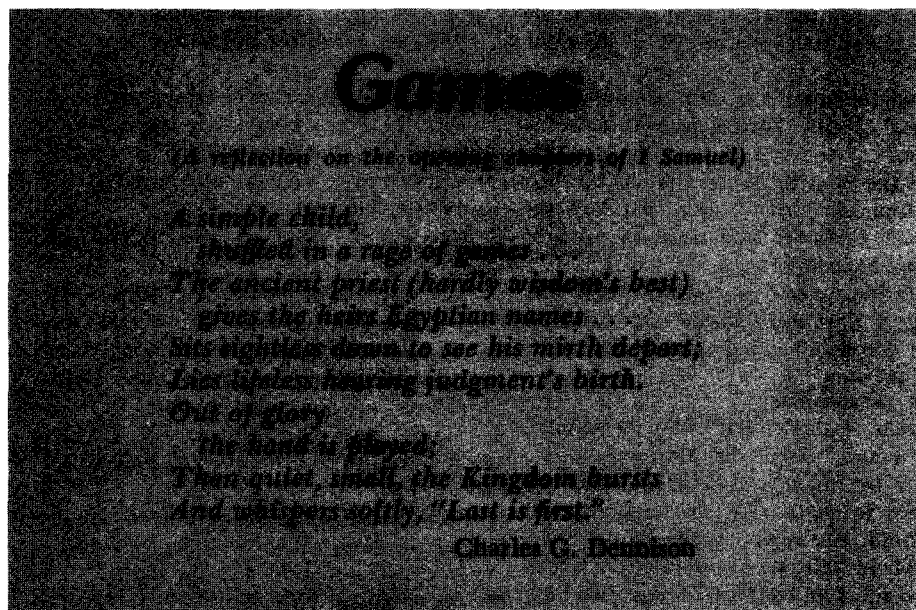 Games
(A reflection on the opening chapters of I Samuel)
A simple child,
shuffled in a rage of games . . .
The ancient priest (hardly wisdom's best)
gives the heirs Egyptian names . . .
Sits sightless down to see his mirth depart;
Lies lifeless hearing judgment's birth.
Out of glory
the hand is played;
Then quiet, small, the Kingdom bursts
And whispers softly, "Last is first."
Charles G. Dennison